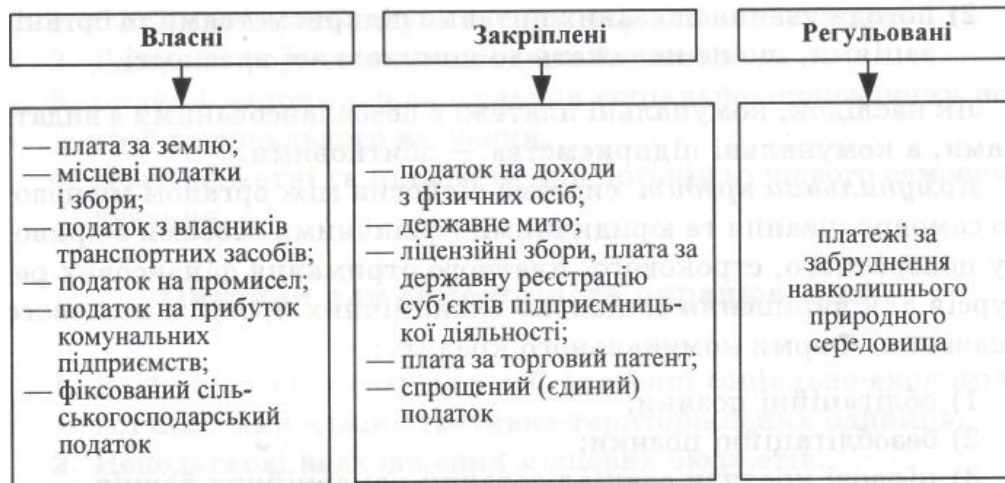 Власні
Закріплені
Регульовані
— плата за землю;
— місцеві податки
і збори;
— податок з власників
транспортних засобів;
— податок на промисел;
— податок на прибуток
комунальних
підприємств;
— фіксований сіль-
ськогосподарський
податок
— податок на доходи
з фізичних осіб;
— державне мито;
— ліцензійні збори, плата за
державну реєстрацію
суб'єктів підприємниць-
кої діяльності;
— плата за торговий патент;
— спрощений (єдиний)
податок
платежі за
забруднення
навколишнього
природного
середовища